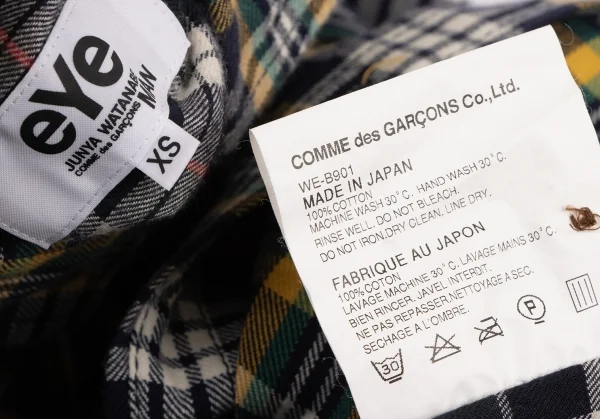 eYe
JUNYA WATANABE
COMME des GARÇONS MAN
XS
COMME des GARÇONS Co.,Ltd.
WE-B901
MADE IN JAPAN
100%COTTON
MACHINE WASH 30°C. HAND WASH 30°C.
RINSE WELL. DO NOT BLEACH.
DO NOT IRON.DRY CLEAN. LINE DRY.
FABRIQUE AU JAPON
100%COTON
LAVAGE MACHINE 30°C. LAVAGE MAINS 30°C.
BIEN RINCER. JAVEL INTERDIT.
NE PAS REPASSER.NETTOYAGE A SEC.
SECHAGE A L'OMBRE.
30 P